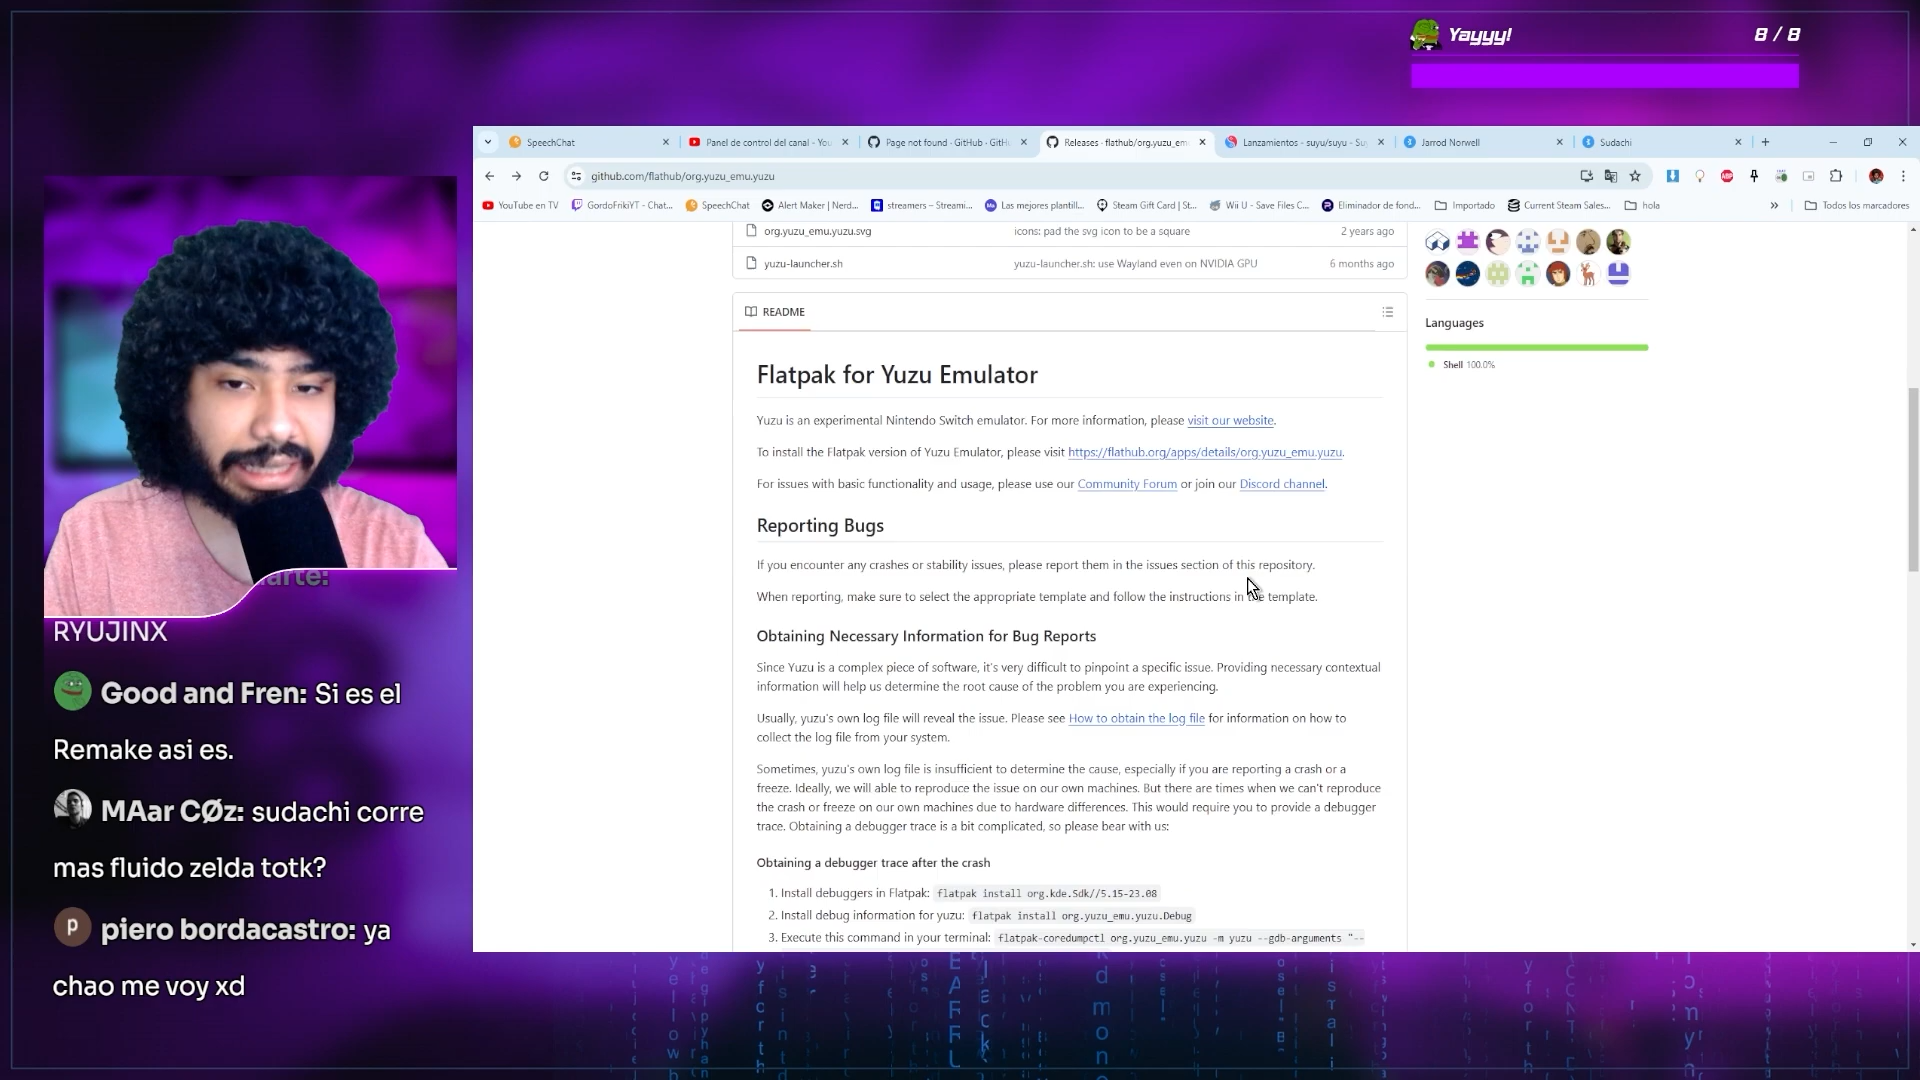 Yayyy!
8 / 8
SpeechChat
Panel de control del canal - You
Page not found · GitHub · GitHu
Releases · flathub/org.yuzu_em
Lanzamientos - suyu/suyu - Su
Jarrod Norwell
Sudachi
github.com/flathub/org.yuzu_emu.yuzu
YouTube en TV
GordoFrikiYT - Chat...
SpeechChat
Alert Maker | Nerd...
streamers – Streami...
Las mejores plantill...
Steam Gift Card | St...
Wii U - Save Files C...
Eliminador de fond...
Importado
Current Steam Sales...
hola
Todos los marcadores
org.yuzu_emu.yuzu.svg
icons: pad the svg icon to be a square
2 years ago
yuzu-launcher.sh
yuzu-launcher.sh: use Wayland even on NVIDIA GPU
6 months ago
README
Languages
Shell 100.0%
Flatpak for Yuzu Emulator
Yuzu is an experimental Nintendo Switch emulator. For more information, please visit our website.
To install the Flatpak version of Yuzu Emulator, please visit https://flathub.org/apps/details/org.yuzu_emu.yuzu.
For issues with basic functionality and usage, please use our Community Forum or join our Discord channel.
Reporting Bugs
If you encounter any crashes or stability issues, please report them in the issues section of this repository.
When reporting, make sure to select the appropriate template and follow the instructions in the template.
Obtaining Necessary Information for Bug Reports
Since Yuzu is a complex piece of software, it's very difficult to pinpoint a specific issue. Providing necessary contextual
information will help us determine the root cause of the problem you are experiencing.
Usually, yuzu's own log file will reveal the issue. Please see How to obtain the log file for information on how to
collect the log file from your system.
Sometimes, yuzu's own log file is insufficient to determine the cause, especially if you are reporting a crash or a
freeze. Ideally, we will able to reproduce the issue on our own machines. But there are times when we can't reproduce
the crash or freeze on our own machines due to hardware differences. This would require you to provide a debugger
trace. Obtaining a debugger trace is a bit complicated, so please bear with us:
Obtaining a debugger trace after the crash
1. Install debuggers in Flatpak: flatpak install org.kde.Sdk//5.15-23.08
2. Install debug information for yuzu: flatpak install org.yuzu_emu.yuzu.Debug
3. Execute this command in your terminal: flatpak-coredumpctl org.yuzu_emu.yuzu -m yuzu --gdb-arguments "--
RYUJINX
Good and Fren: Si es el
Remake asi es.
MAar CØz: sudachi corre
mas fluido zelda totk?
p
piero bordacastro: ya
chao me voy xd